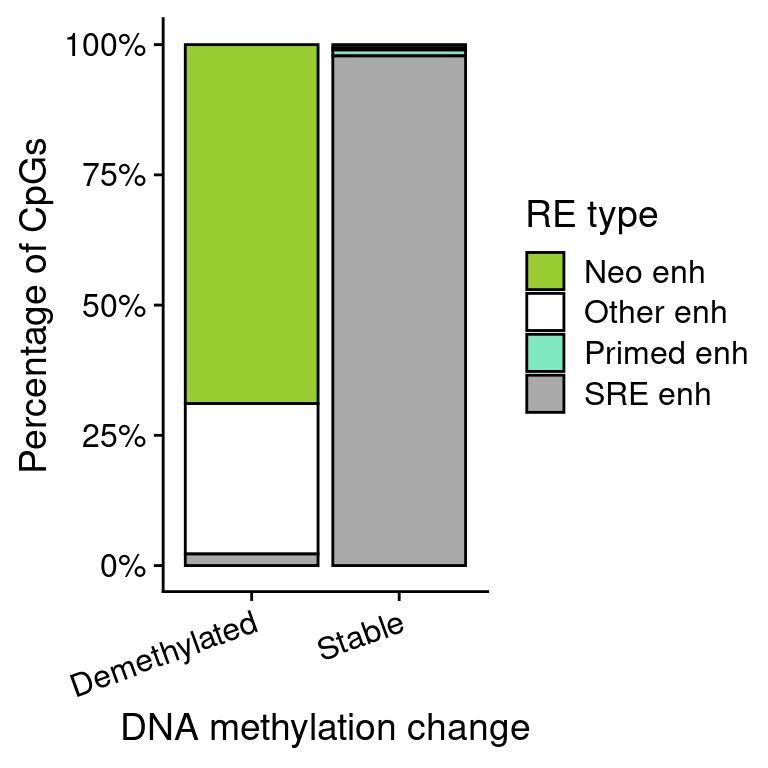 100%
75%
50%
25%
0%
Percentage of CpGs
Demethylated
Stable
DNA methylation change
RE type
Neo enh
Other enh
Primed enh
SRE enh